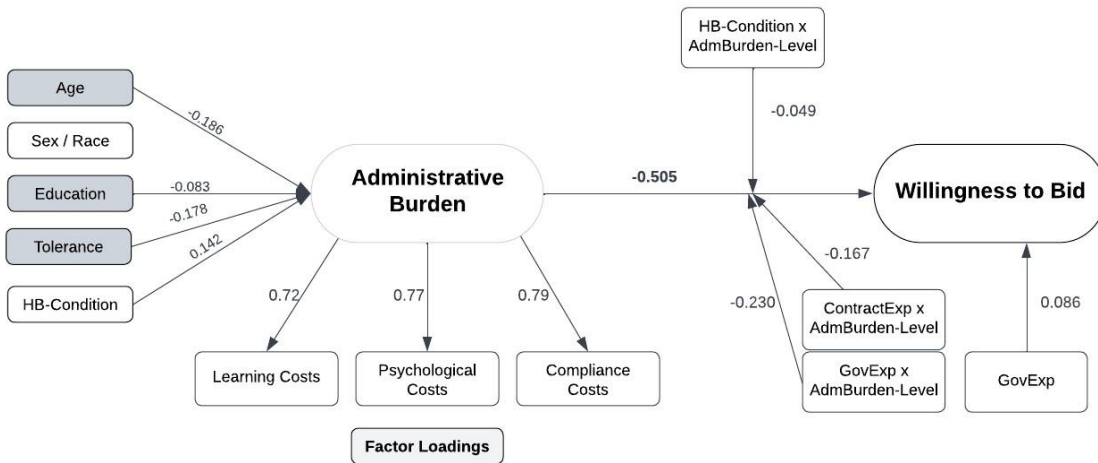 HB-Condition x
AdmBurden-Level
Age
-0.186
-0.049
Sex / Race
Administrative
Burden
Education
-0.083
-0.505
Willingness to Bid
-0.178
Tolerance
0.142
-0.167
HB-Condition
0.72
0.77
0.79
-0.230
ContractExp x
AdmBurden-Level
0.086
Learning Costs
Psychological
Costs
Compliance
Costs
GovExp x
AdmBurden-Level
GovExp
Factor Loadings